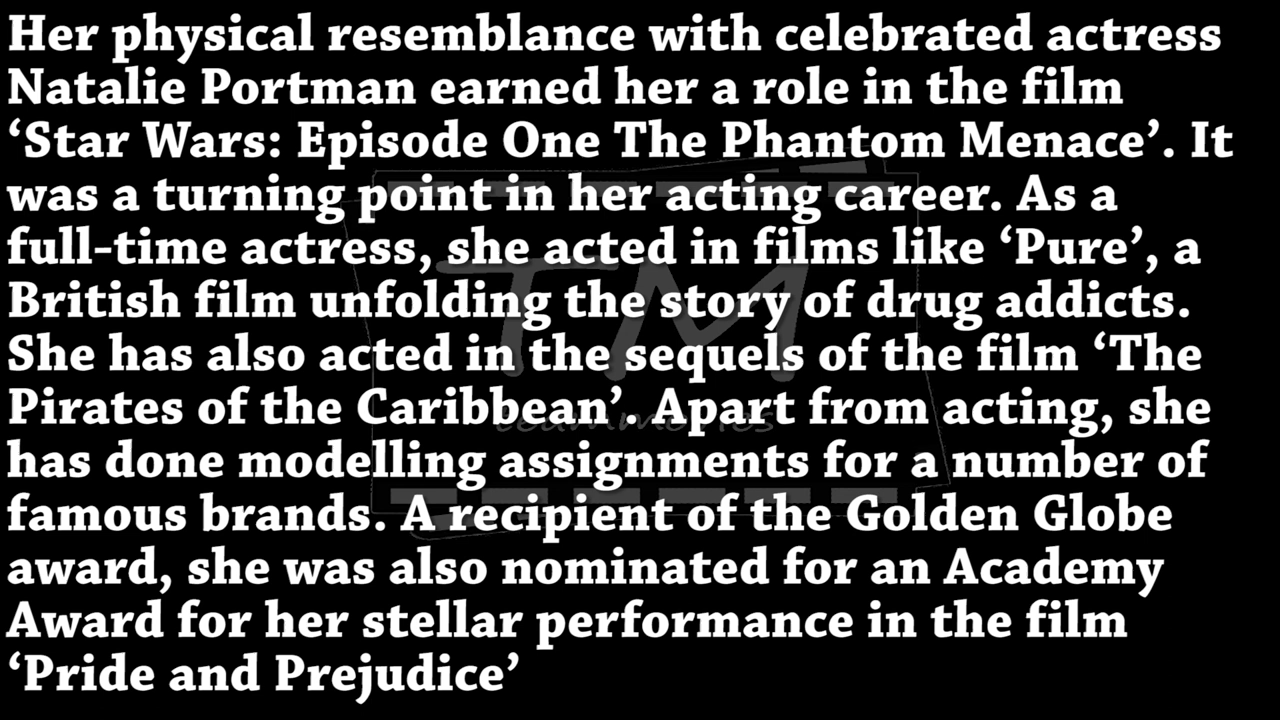 Her physical resemblance with celebrated actress
Natalie Portman earned her a role in the film
‘Star Wars: Episode One The Phantom Menace’. It
was a turning point in her acting career. As a
full-time actress, she acted in films like ‘Pure’, a
British film unfolding the story of drug addicts.
She has also acted in the sequels of the film ‘The
Pirates of the Caribbean’. Apart from acting, she
has done modelling assignments for a number of
famous brands. A recipient of the Golden Globe
award, she was also nominated for an Academy
Award for her stellar performance in the film
‘Pride and Prejudice’
TM